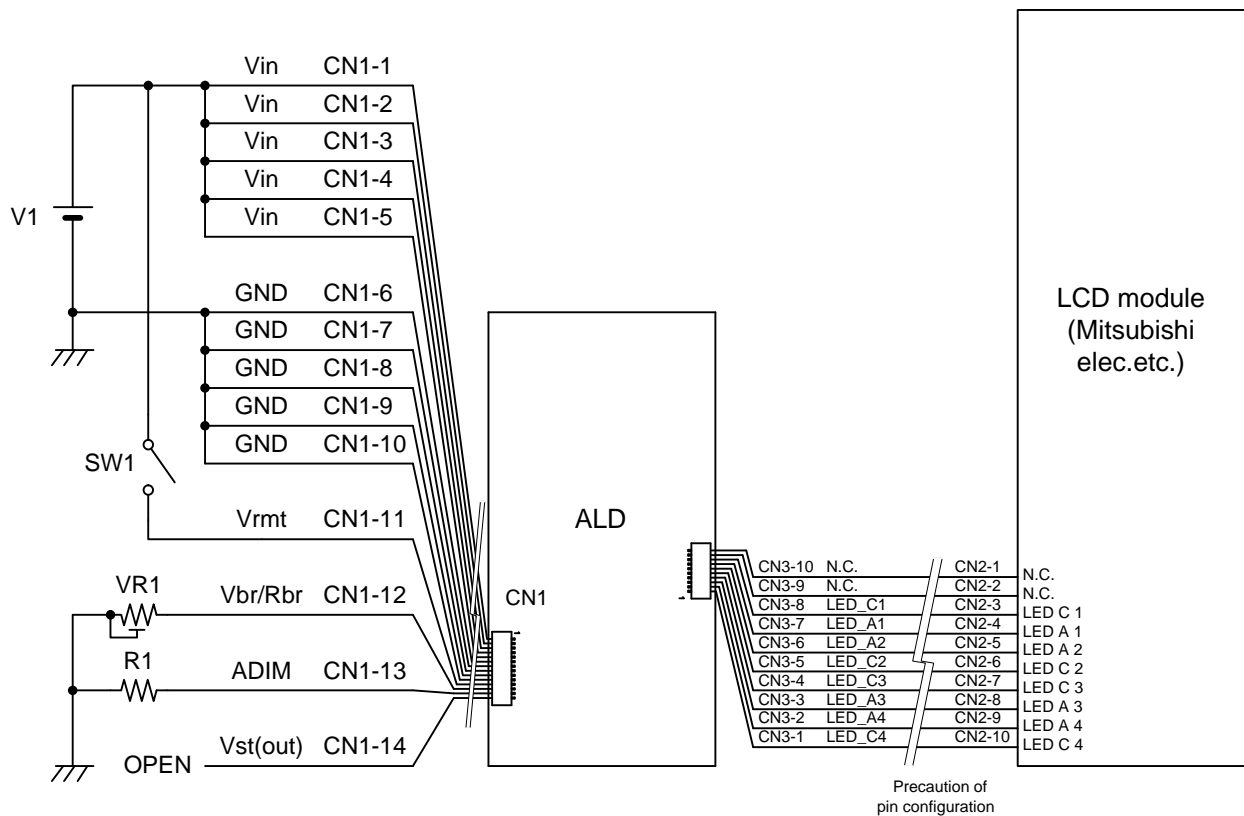 Vin CN1-1
Vin CN1-2
Vin CN1-3
Vin CN1-4
V1
Vin CN1-5
GND CN1-6
GND CN1-7
GND CN1-8
GND CN1-9
GND CN1-10
SW1
Vrmt CN1-11
VR1
Vbr/Rbr CN1-12
R1
ADIM CN1-13
Vst(out) CN1-14
OPEN
ALD
CN1
LCD module
(Mitsubishi
elec.etc.)
CN3-10 N.C. CN2-1 N.C.
CN3-9 N.C. CN2-2 N.C.
CN3-8 LED_C1 CN2-3 LED C 1
CN3-7 LED_A1 CN2-4 LED A 1
CN3-6 LED_A2 CN2-5 LED A 2
CN3-5 LED_C2 CN2-6 LED C 2
CN3-4 LED_C3 CN2-7 LED C 3
CN3-3 LED_A3 CN2-8 LED A 3
CN3-2 LED_A4 CN2-9 LED A 4
CN3-1 LED_C4 CN2-10 LED C 4
Precaution of
pin configuration